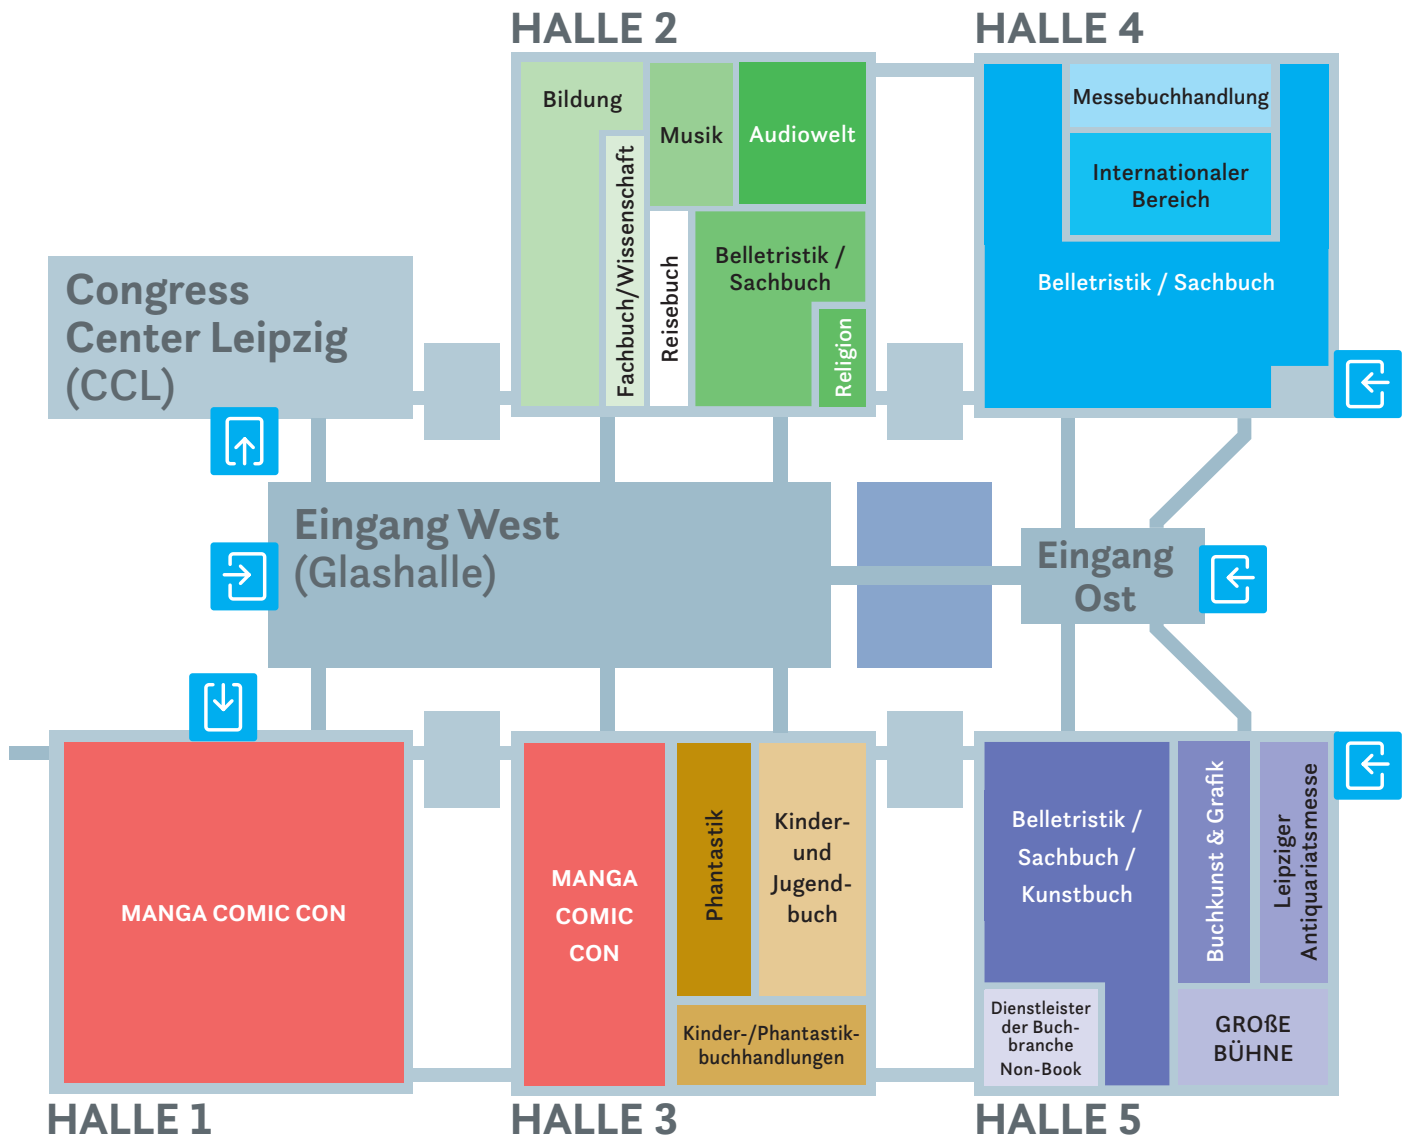 HALLE 2
HALLE 4
Bildung
Musik
Audiowelt
Fachbuch/Wissenschaft
Reisebuch
Belletristik /
Sachbuch
Religion
Messebuchhandlung
Internationaler
Bereich
Belletristik / Sachbuch
Congress
Center Leipzig
(CCL)
Eingang West
(Glashalle)
Eingang
Ost
MANGA COMIC CON
MANGA
COMIC
CON
Phantastik
Kinder-
und
Jugend-
buch
Kinder-/Phantastik-
buchhandlungen
Belletristik /
Sachbuch /
Kunstbuch
Buchkunst & Grafik
Leipziger
Antiquariatsmesse
Dienstleister
der Buch-
branche
Non-Book
GROßE
BÜHNE
HALLE 1
HALLE 3
HALLE 5